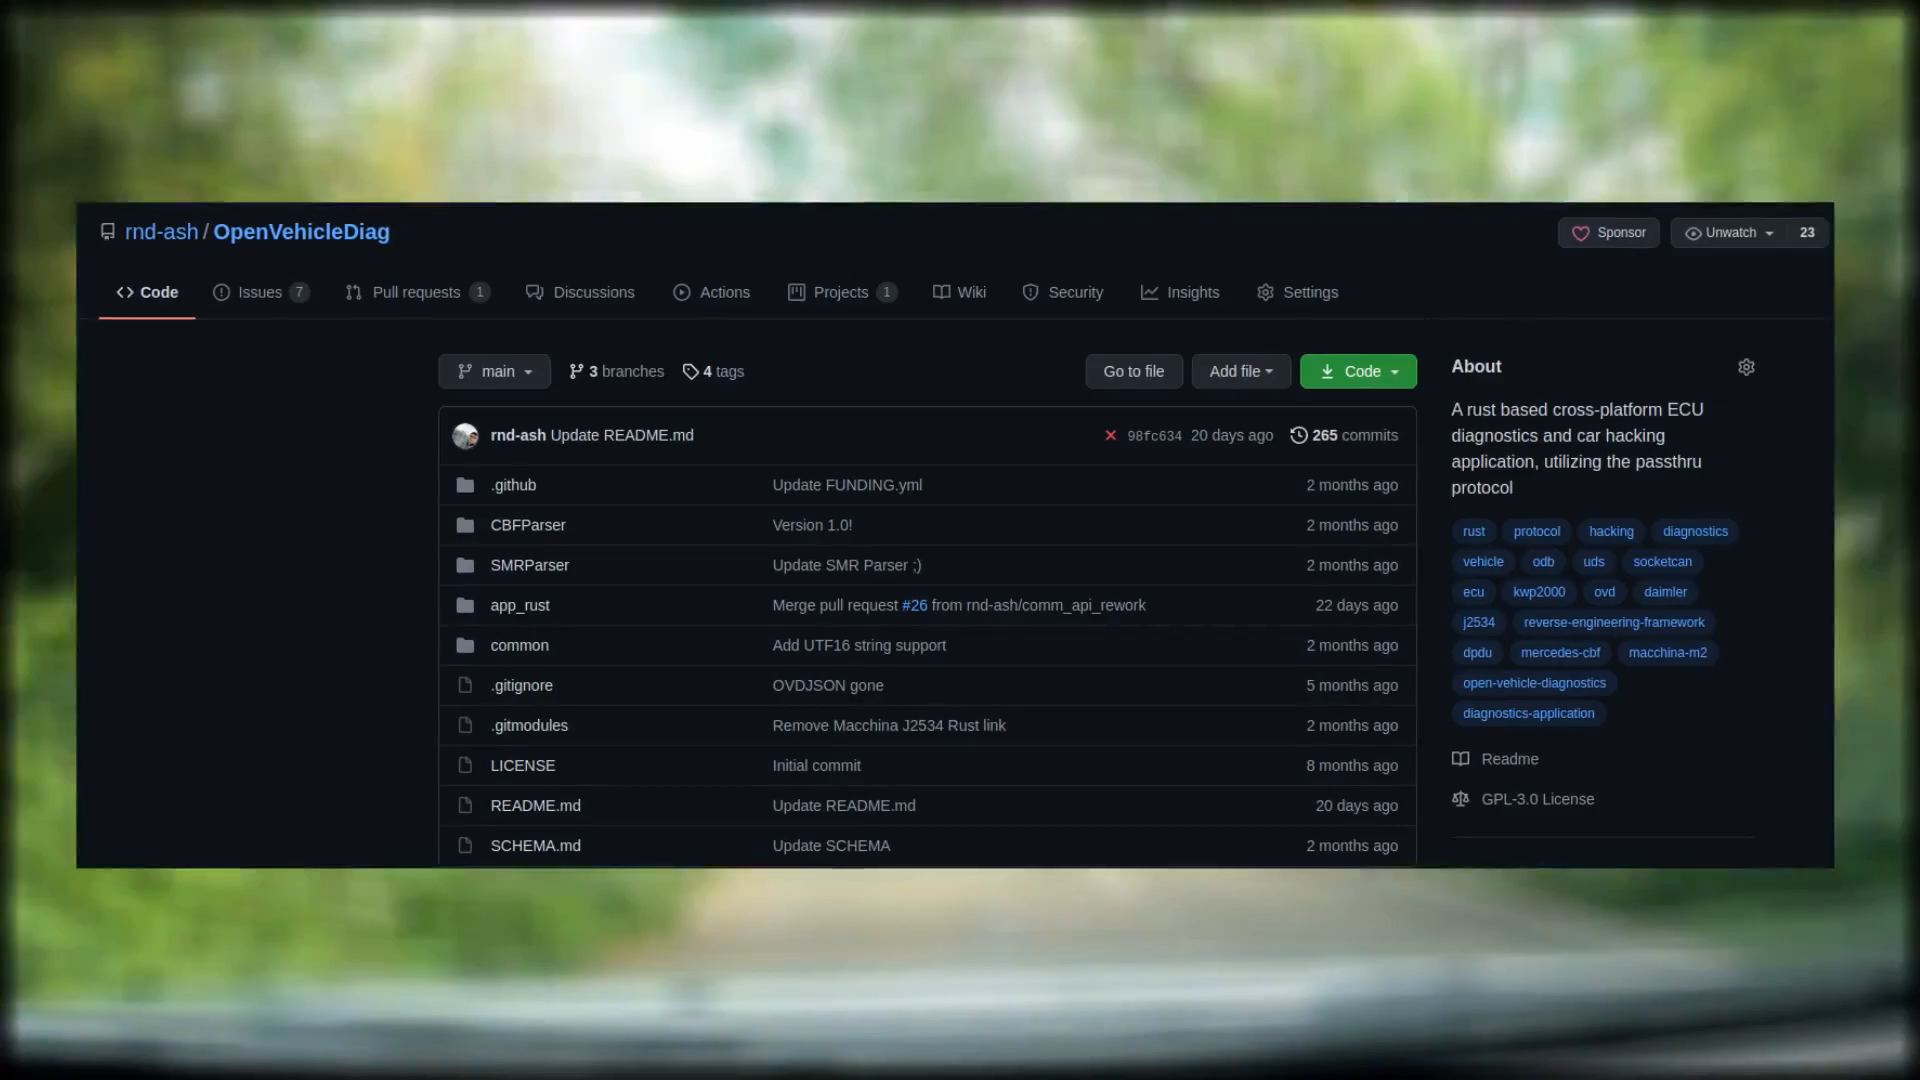 rnd-ash / OpenVehicleDiag
Sponsor
Unwatch 23
Code Issues 7 Pull requests 1 Discussions Actions Projects 1 Wiki Security Insights Settings
main 3 branches 4 tags Go to file Add file Code
rnd-ash Update README.md 98fc634 20 days ago 265 commits
.github Update FUNDING.yml 2 months ago
CBFParser Version 1.0! 2 months ago
SMRParser Update SMR Parser ;) 2 months ago
app_rust Merge pull request #26 from rnd-ash/comm_api_rework 22 days ago
common Add UTF16 string support 2 months ago
.gitignore OVDJSON gone 5 months ago
.gitmodules Remove Macchina J2534 Rust link 2 months ago
LICENSE Initial commit 8 months ago
README.md Update README.md 20 days ago
SCHEMA.md Update SCHEMA 2 months ago
About
A rust based cross-platform ECU
diagnostics and car hacking
application, utilizing the passthru
protocol
rust protocol hacking diagnostics
vehicle odb uds socketcan
ecu kwp2000 ovd daimler
j2534 reverse-engineering-framework
dpdu mercedes-cbf macchina-m2
open-vehicle-diagnostics
diagnostics-application
Readme
GPL-3.0 License